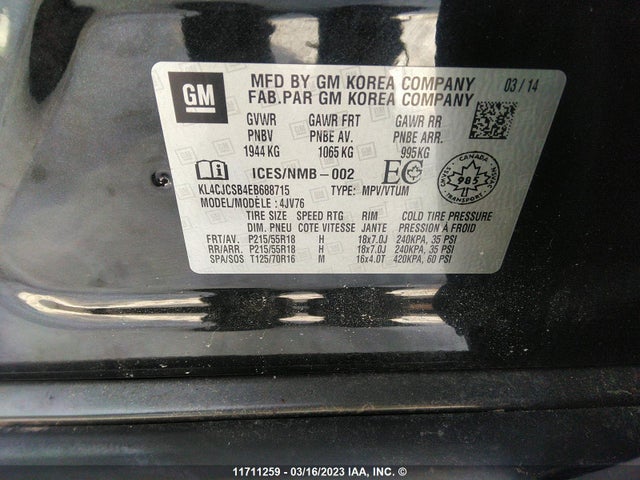 GM
MFD BY GM KOREA COMPANY 03/14
FAB.PAR GM KOREA COMPANY
GVWR GAWR FRT GAWR RR
PNBV PNBE AV. PNBE ARR.
1944 KG 1065 KG 995 KG
ICES/NMB-002 EC
CANADA
985
KL4CJCSB4EB688715 TYPE: MPV/VTUM
MODEL/MODÈLE: 4JV76
TIRE SIZE SPEED RTG RIM COLD TIRE PRESSURE
DIM. PNEU COTE VITESSE JANTE PRESSION À FROID
FRT/AV. P215/55R18 H 18x7.0J 240KPA, 35 PSI
RR/ARR. P215/55R18 H 18x7.0J 240KPA, 35 PSI
SPA/SOS T125/70R16 M 16x4.0T 420KPA, 60 PSI
11711259 - 03/16/2023 IAA, INC. ©